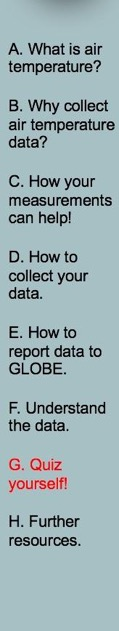 A. What is air
temperature?
B. Why collect
air temperature
data?
C. How your
measurements
can help!
D. How to
collect your
data.
E. How to
report data to
GLOBE.
F. Understand
the data.
G. Quiz
yourself!
H. Further
resources.